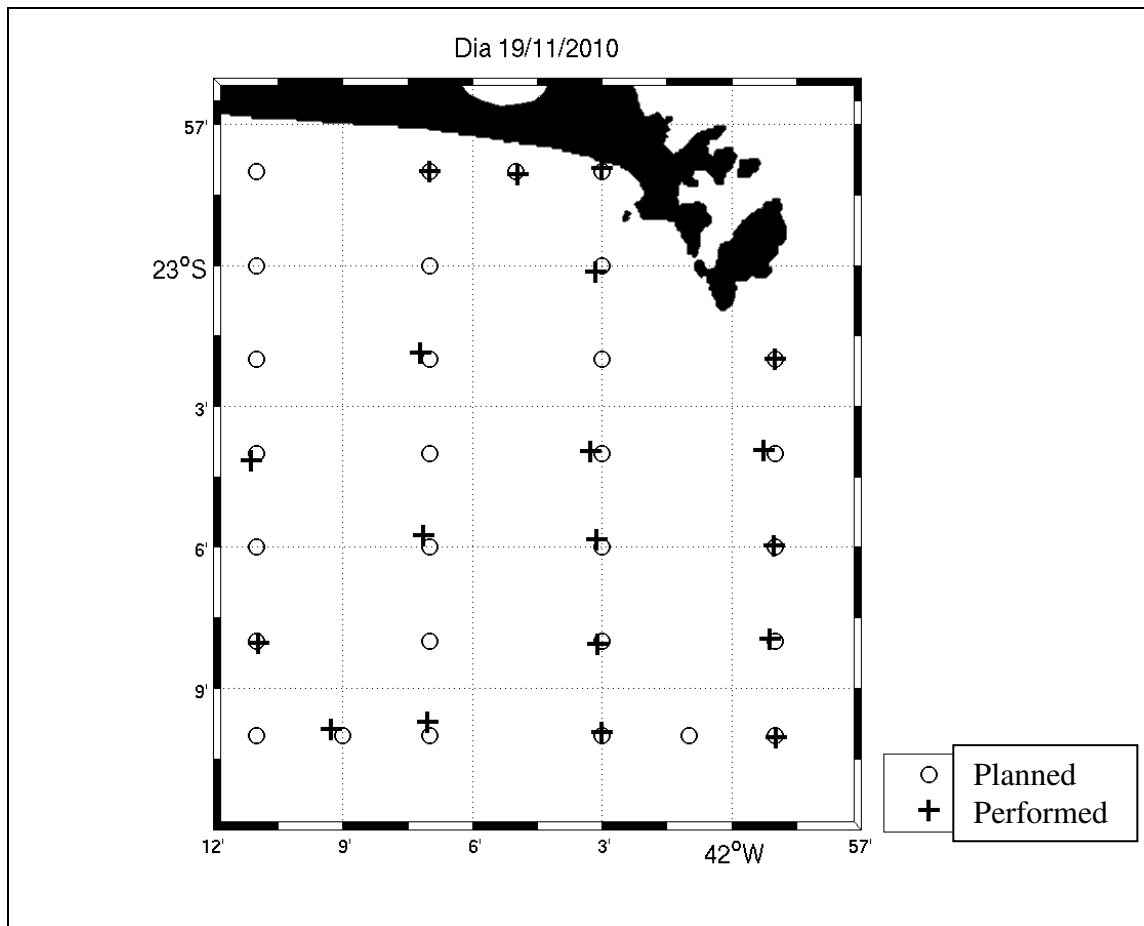 Dia 19/11/2010
57'
23°S
3'
6'
9'
12'
9'
6'
3'
42°W
57'
Planned
Performed